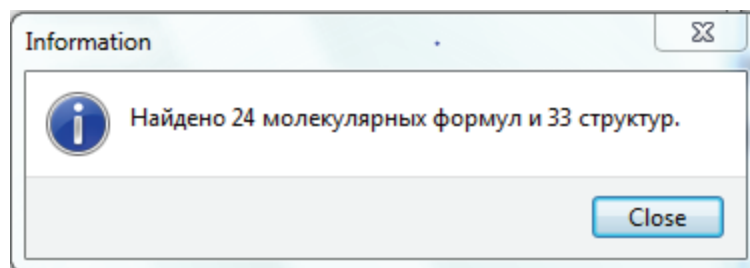 Information
Найдено 24 молекулярных формул и 33 структур.
Close